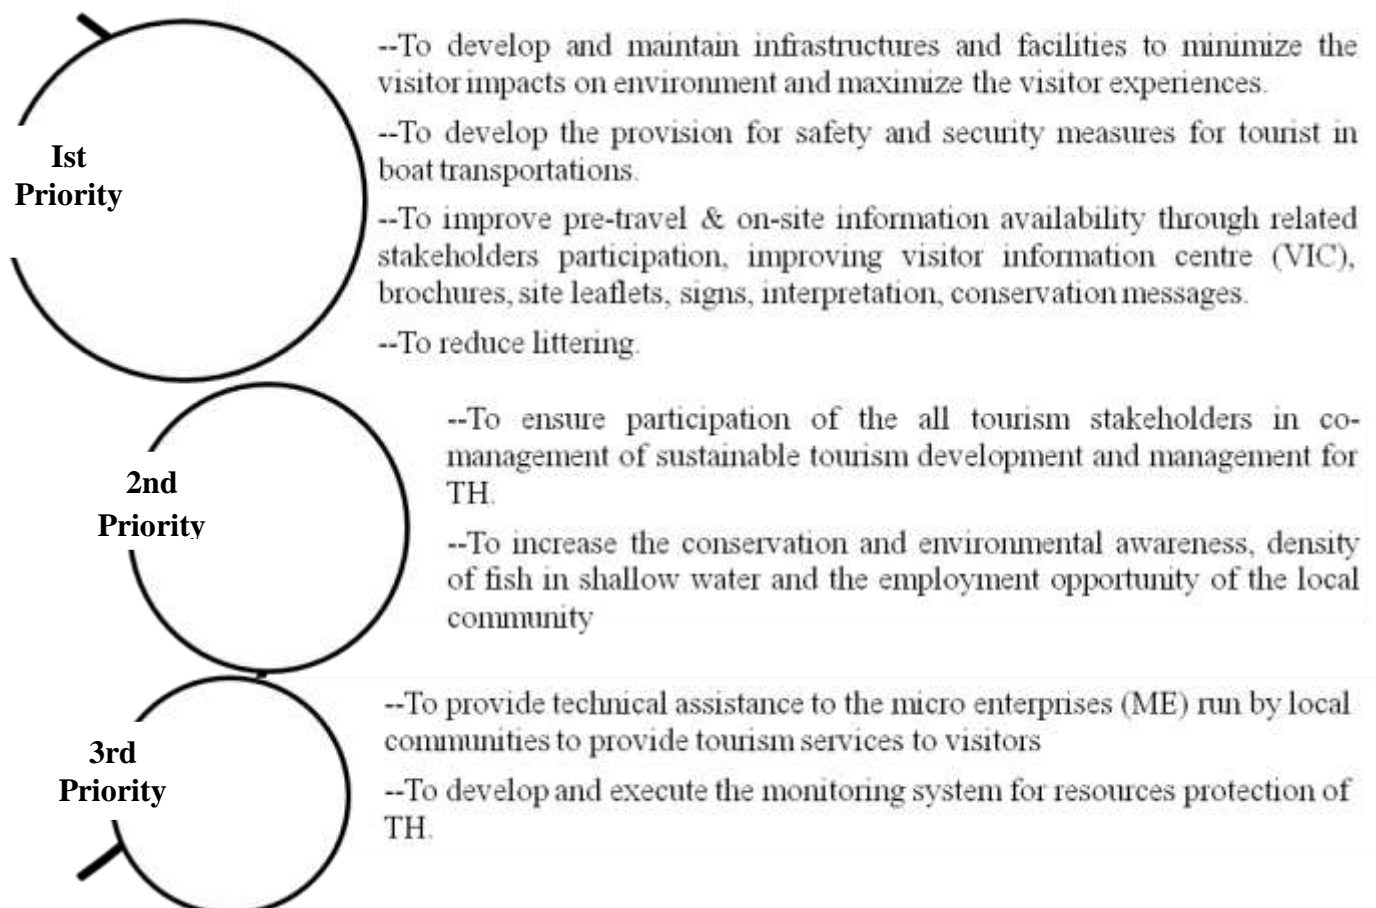 Ist
Priority
--To develop and maintain infrastructures and facilities to minimize the
visitor impacts on environment and maximize the visitor experiences.
--To develop the provision for safety and security measures for tourist in
boat transportations.
--To improve pre-travel & on-site information availability through related
stakeholders participation, improving visitor information centre (VIC),
brochures, site leaflets, signs, interpretation, conservation messages.
--To reduce littering.
2nd
Priority
--To ensure participation of the all tourism stakeholders in co-
management of sustainable tourism development and management for
TH.
--To increase the conservation and environmental awareness, density
of fish in shallow water and the employment opportunity of the local
community
3rd
Priority
--To provide technical assistance to the micro enterprises (ME) run by local
communities to provide tourism services to visitors
--To develop and execute the monitoring system for resources protection of
TH.